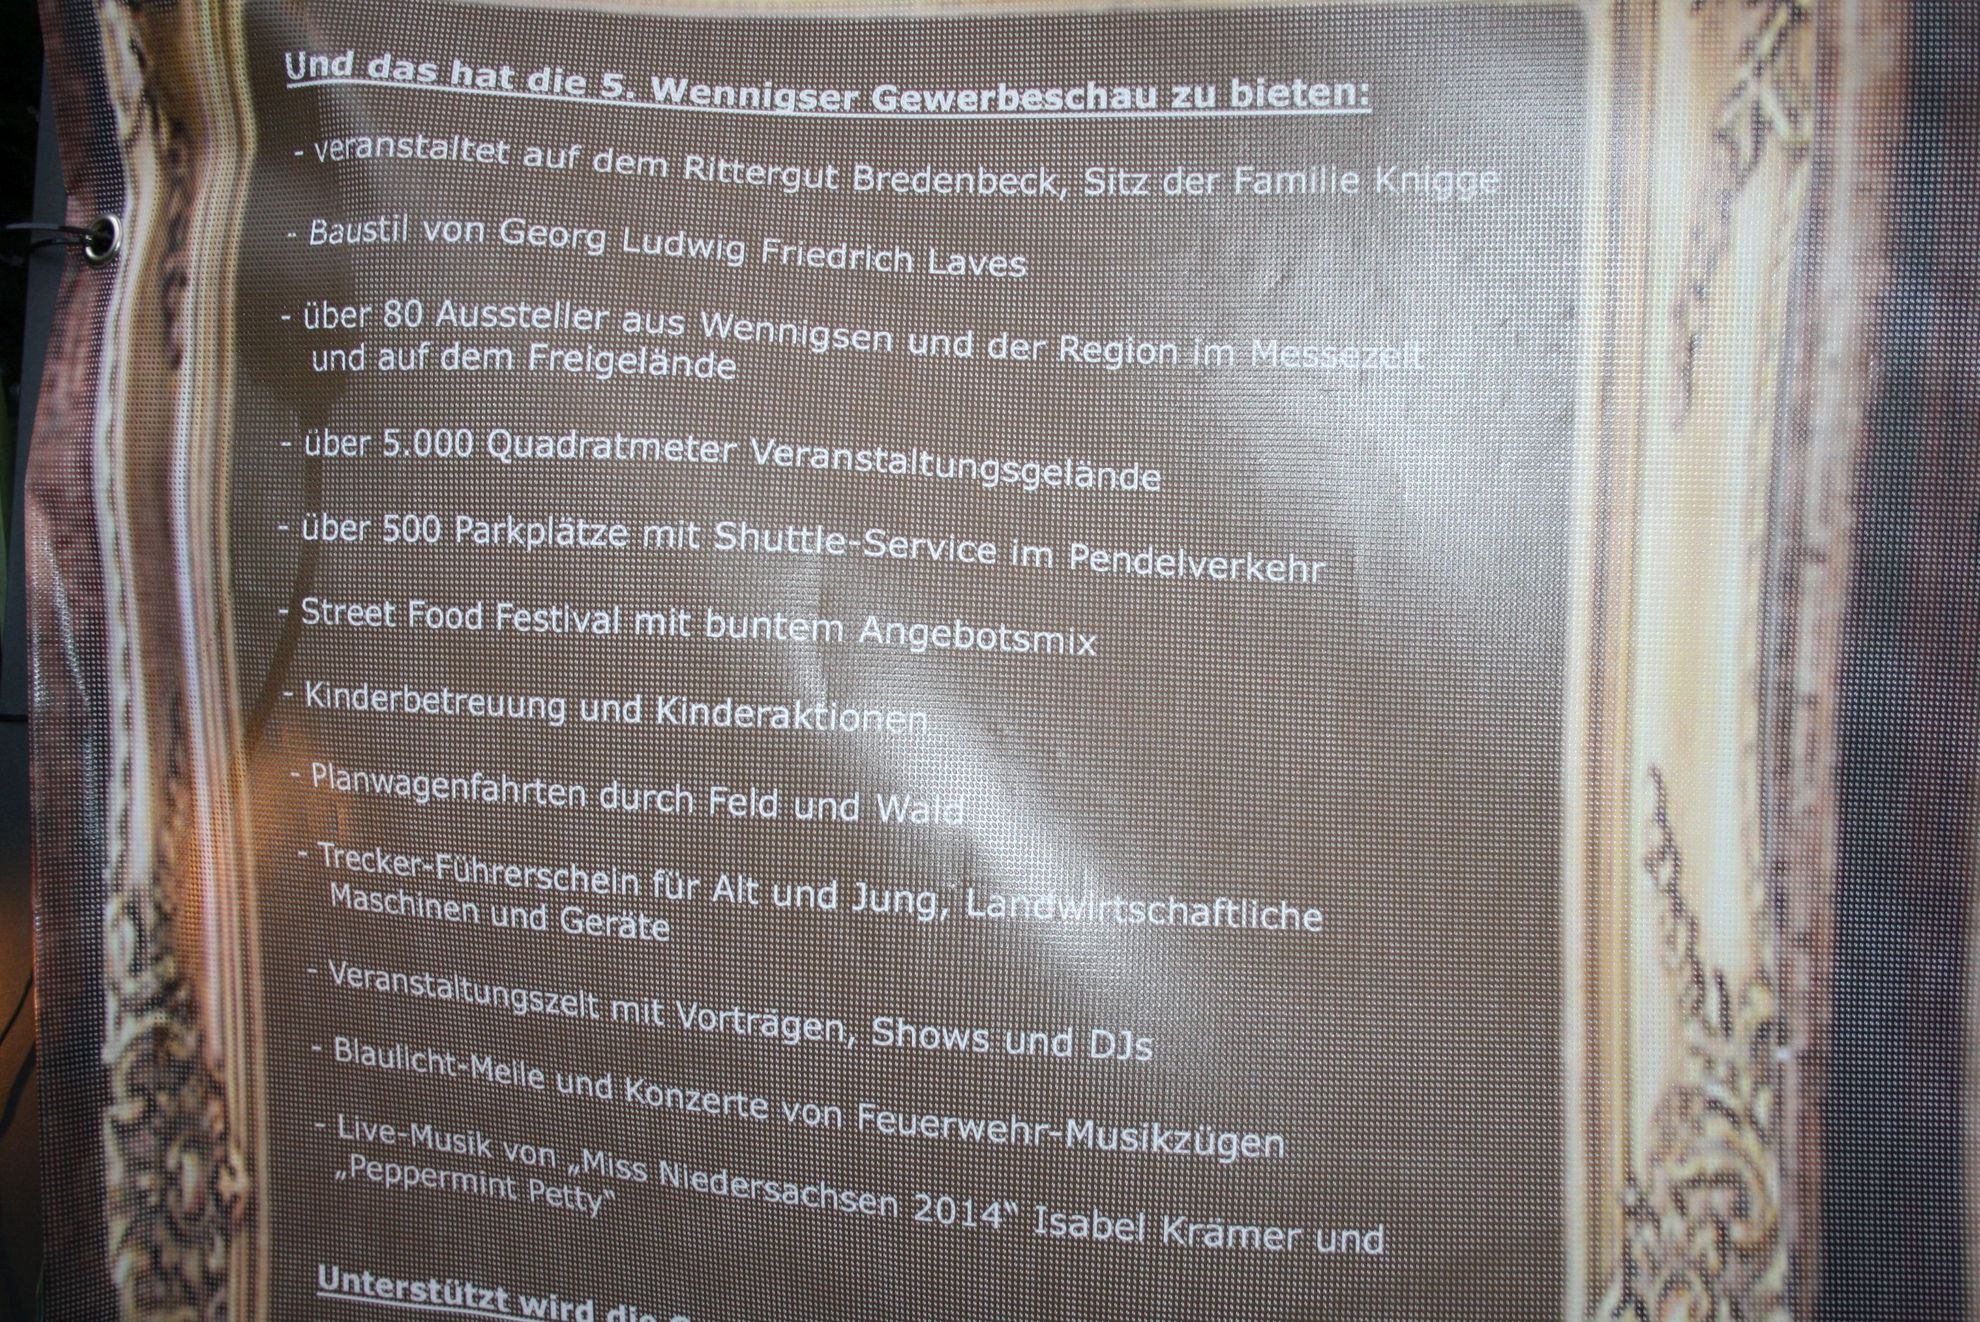 Und das hat die 5. Wennigser Gewerbeschau zu bieten:
- veranstaltet auf dem Rittergut Bredenbeck, Sitz der Familie Knigge
- Baustil von Georg Ludwig Friedrich Laves
- über 80 Aussteller aus Wennigsen und der Region im Messezelt
und auf dem Freigelände
- über 5.000 Quadratmeter Veranstaltungsgelände
- über 500 Parkplätze mit Shuttle-Service im Pendelverkehr
- Street Food Festival mit buntem Angebotsmix
- Kinderbetreuung und Kinderaktionen
- Planwagenfahrten durch Feld und Wald
- Trecker-Führerschein für Alt und Jung, Landwirtschaftliche
Maschinen und Geräte
- Veranstaltungszelt mit Vorträgen, Shows und DJs
- Blaulicht-Meile und Konzerte von Feuerwehr-Musikzügen
- Live-Musik von „Miss Niedersachsen 2014“ Isabel Krämer und
„Peppermint Petty“
Unterstützt wird die